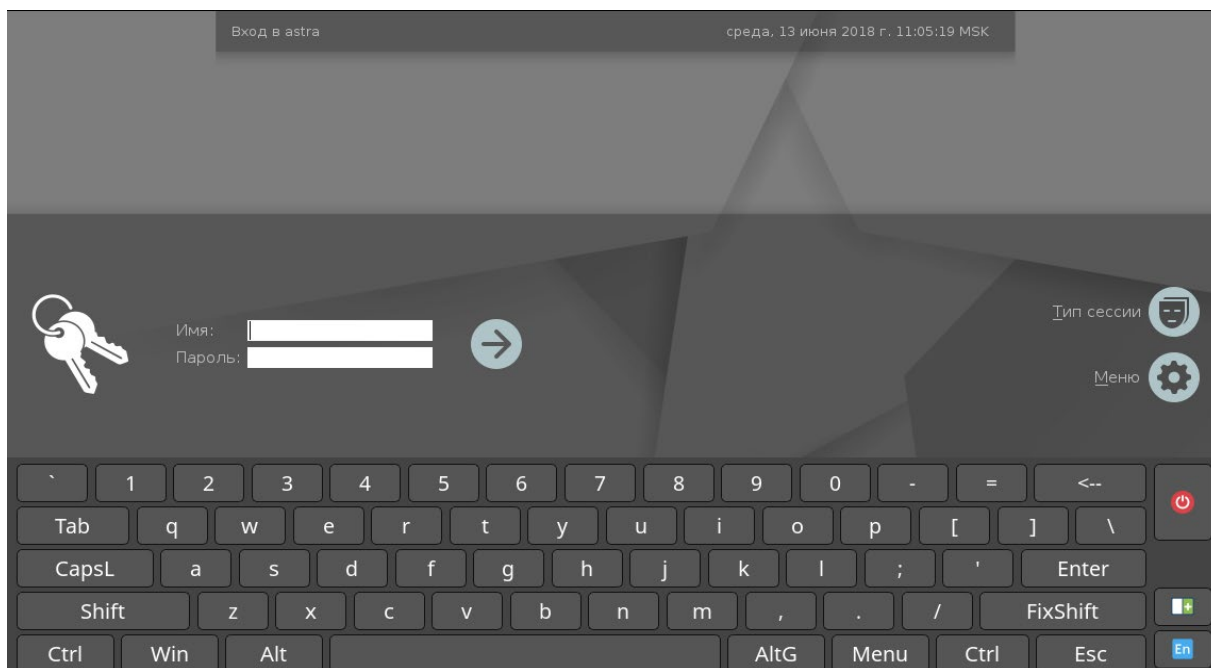 Вход в astra среда, 13 июня 2018 г. 11:05:19 MSK
Тип сессии
Имя:
Пароль:
Меню
` 1 2 3 4 5 6 7 8 9 0 - = <--
Tab q w e r t y u i o p [ ] \
CapsL a s d f g h j k l ; ' Enter
Shift z x c v b n m , . / FixShift
Ctrl Win Alt AltG Menu Ctrl Esc En